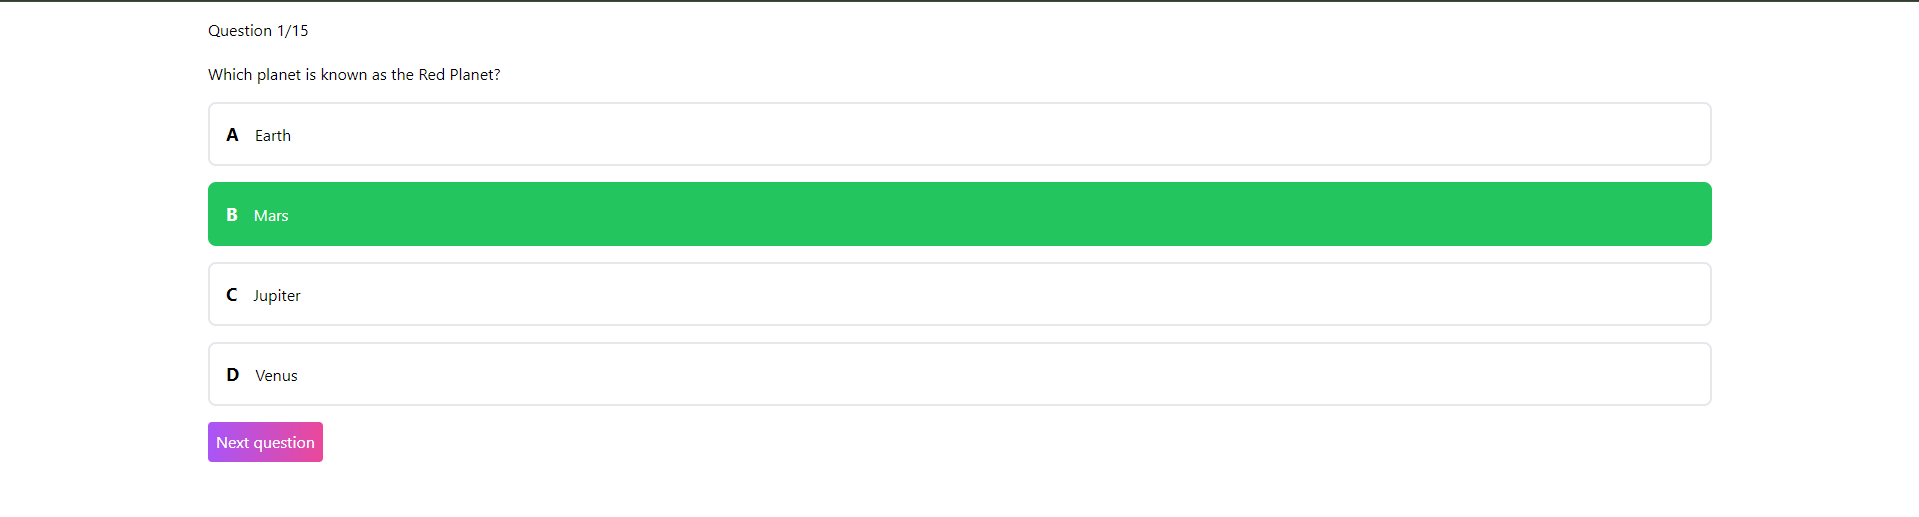 Question 1/15
Which planet is known as the Red Planet?
A Earth
B Mars
C Jupiter
D Venus
Next question